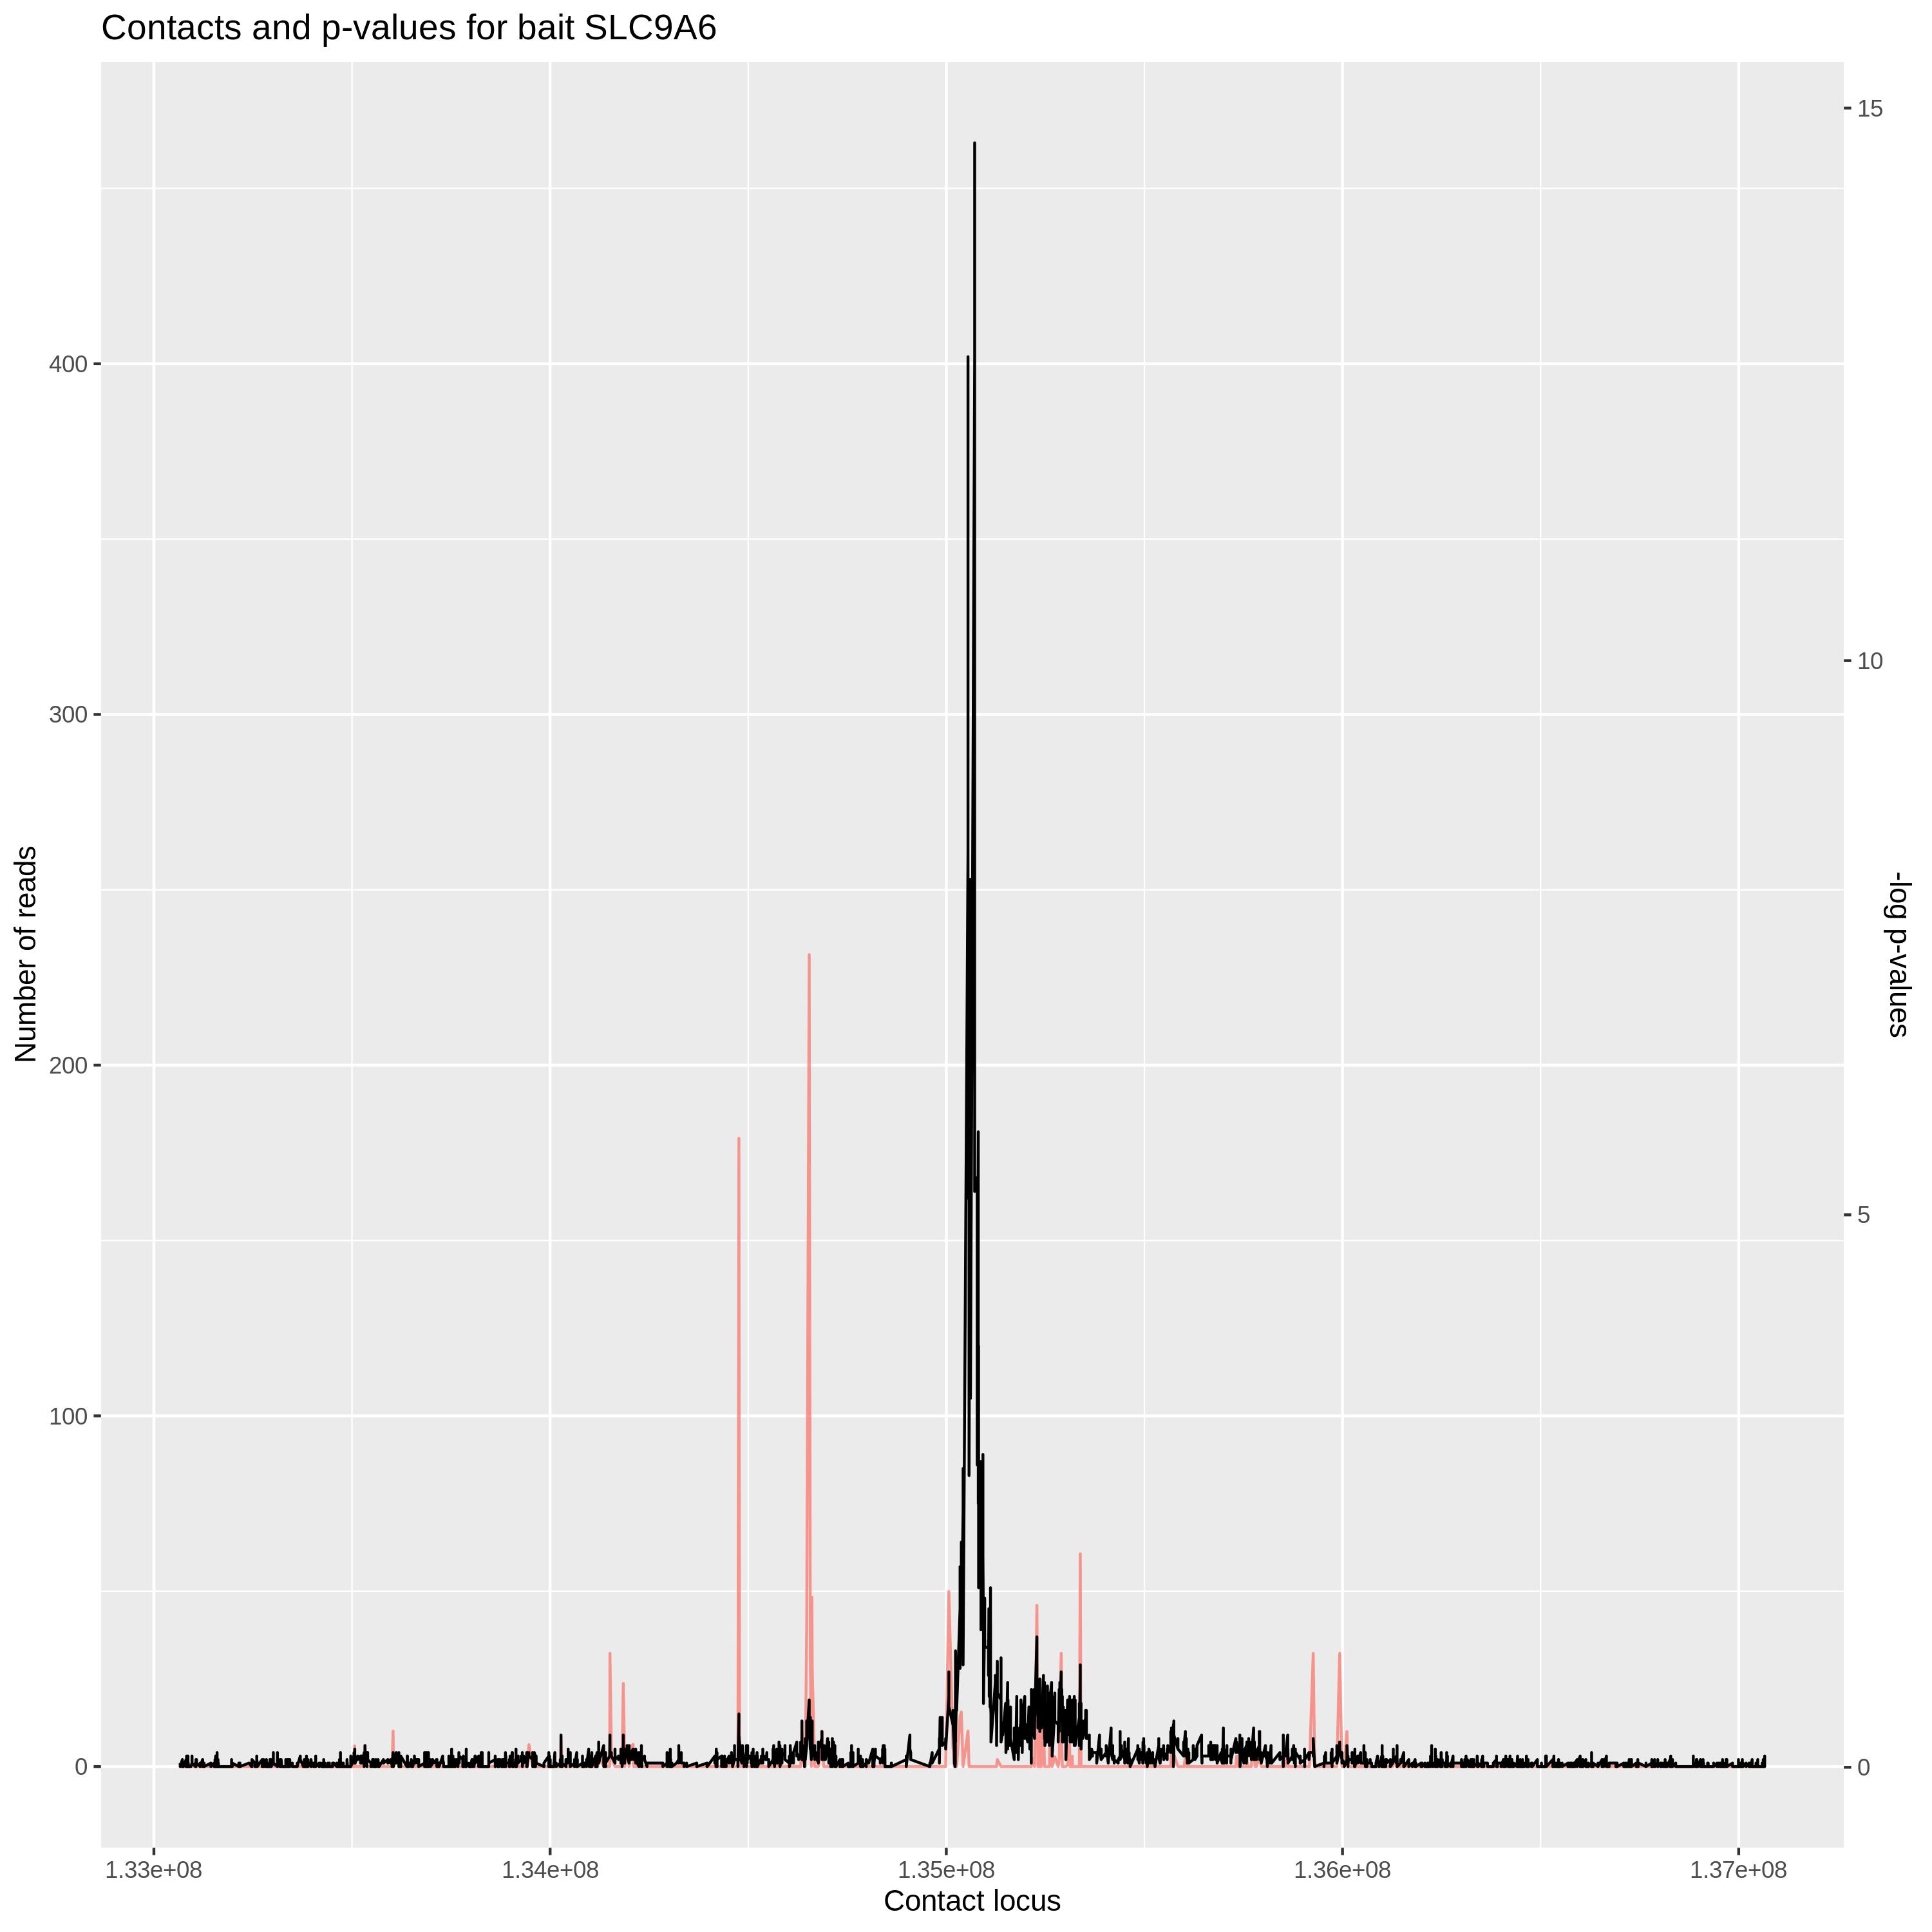 Contacts and p-values for bait SLC9A6
Number of reads
400
300
200
100
0
15
10
5
0
-log p-values
1.33e+08 1.34e+08 1.35e+08 1.36e+08 1.37e+08
Contact locus